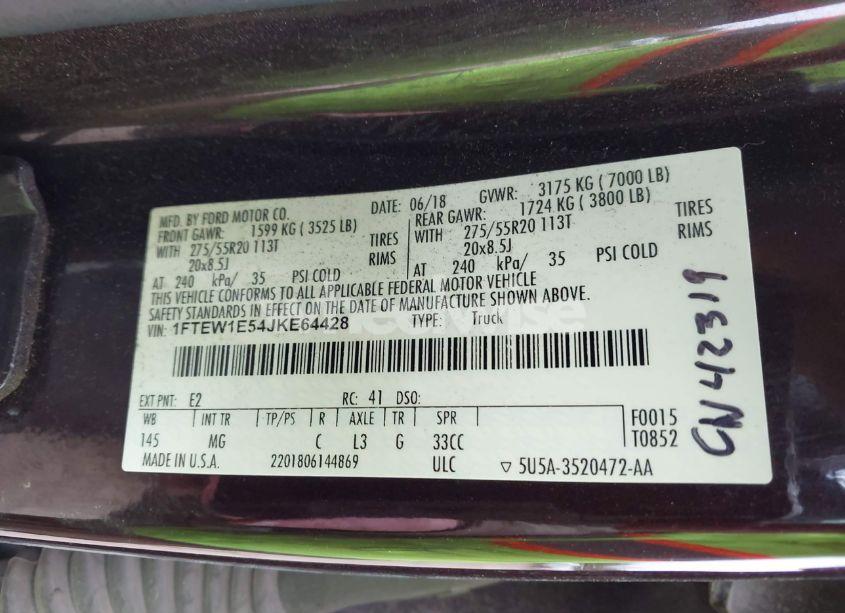 MFD. BY FORD MOTOR CO.
DATE: 06/18 GVWR: 3175 KG ( 7000 LB)
FRONT GAWR: 1599 KG ( 3525 LB)
WITH 275/55R20 113T TIRES
20x8.5J RIMS
AT 240 kPa/ 35 PSI COLD
REAR GAWR: 1724 KG ( 3800 LB)
WITH 275/55R20 113T TIRES
20x8.5J RIMS
AT 240 kPa/ 35 PSI COLD
THIS VEHICLE CONFORMS TO ALL APPLICABLE FEDERAL MOTOR VEHICLE
SAFETY STANDARDS IN EFFECT ON THE DATE OF MANUFACTURE SHOWN ABOVE.
VIN: 1FTEW1E54JKE64428 TYPE: Truck
EXT PNT: E2 RC: 41 DSO:
WB INT TR TP/PS R AXLE TR SPR F0015
145 MG C L3 G 33CC T0852
MADE IN U.S.A. 2201806144869 ULC ▽ 5U5A-3520472-AA
CN42319